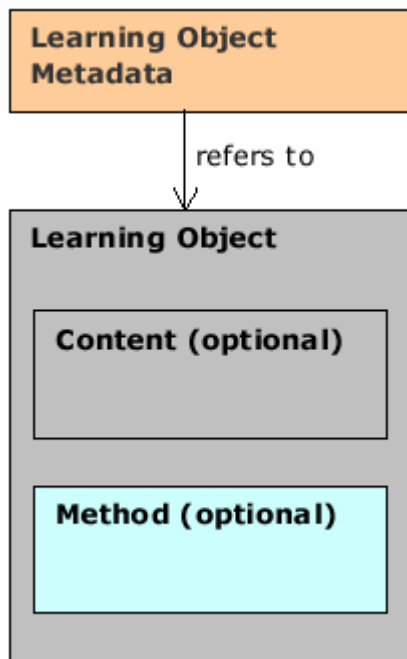 Learning Object
Metadata
refers to
Learning Object
Content (optional)
Method (optional)